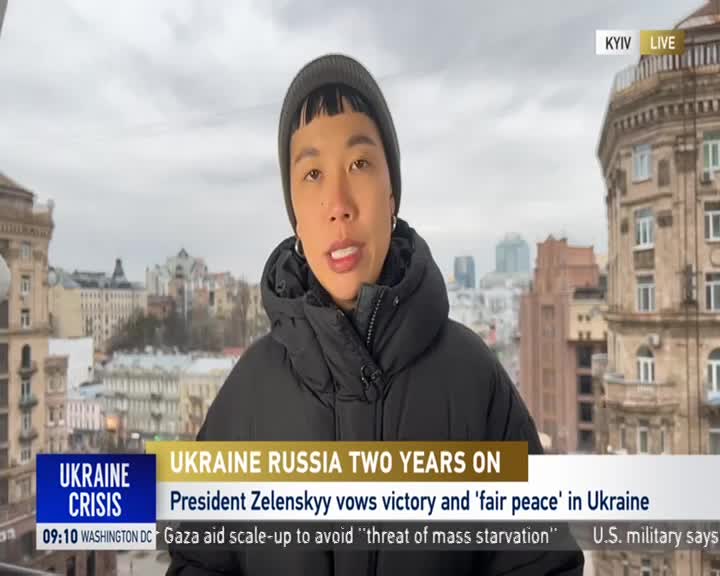 KYIV LIVE
UKRAINE RUSSIA TWO YEARS ON
UKRAINE
CRISIS
President Zelenskyy vows victory and 'fair peace' in Ukraine
09:10 WASHINGTON DC
Gaza aid scale-up to avoid "threat of mass starvation" U.S. military says